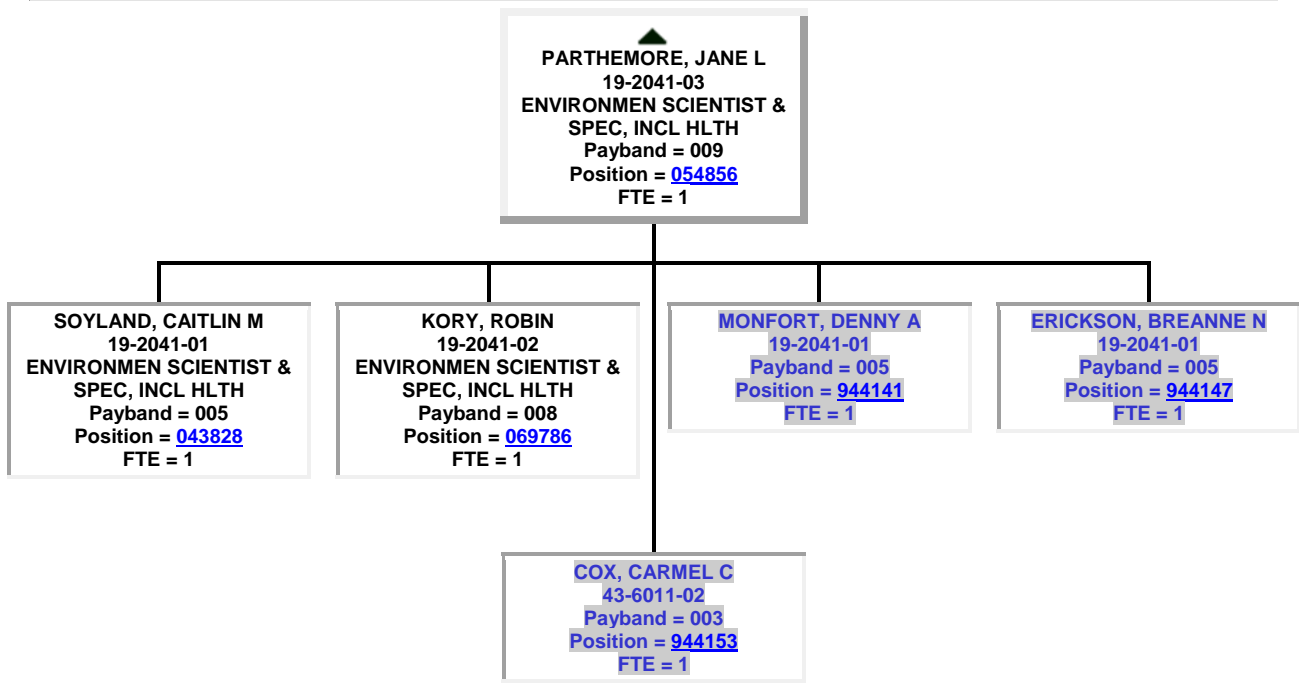 PARTHEMORE, JANE L
19-2041-03
ENVIRONMEN SCIENTIST &
SPEC, INCL HLTH
Payband = 009
Position = 054856
FTE = 1
SOYLAND, CAITLIN M
19-2041-01
ENVIRONMEN SCIENTIST &
SPEC, INCL HLTH
Payband = 005
Position = 043828
FTE = 1
KORY, ROBIN
19-2041-02
ENVIRONMEN SCIENTIST &
SPEC, INCL HLTH
Payband = 008
Position = 069786
FTE = 1
MONFORT, DENNY A
19-2041-01
Payband = 005
Position = 944141
FTE = 1
ERICKSON, BREANNE N
19-2041-01
Payband = 005
Position = 944147
FTE = 1
COX, CARMEL C
43-6011-02
Payband = 003
Position = 944153
FTE = 1